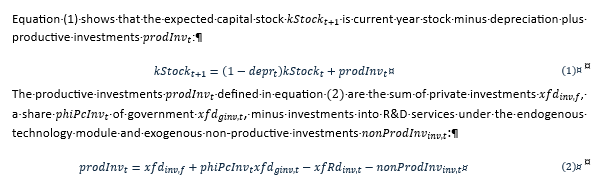 Equation·(1)·shows·that·the·expected·capital·stock·kStock_{t+1}·is·current·year·stock·minus·depreciation·plus·
productive·investments·prodInv_t:¶
kStock_{t+1} = (1 − depr_t)kStock_t + prodInv_t¤ (1)¤ ¤
The·productive·investments·prodInv_t·defined·in·equation·(2)·are·the·sum·of·private·investments·xfd_{inv,f},·
a·share·phiPcInv_t·of·government·xfd_{ginv,t},·minus·investments·into·R&D·services·under·the·endogenous·
technology·module·and·exogenous·non-productive·investments·nonProdInv_{inv,t}:¶
prodInv_t = xfd_{inv,f} + phiPcInv_txfd_{ginv,t} − xfRd_{inv,t} − nonProdInv_{inv,t}¤ (2)¤ ¤